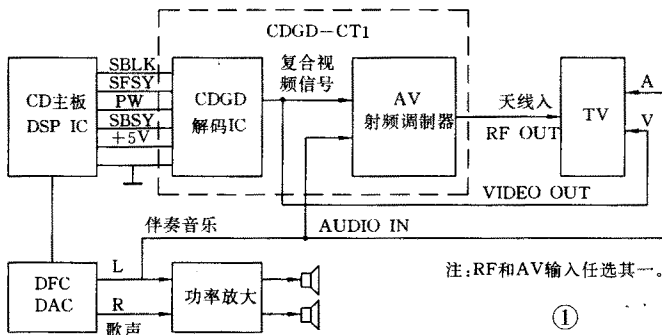 CDGD-CT1
CD主板
DSP IC
SBLK
SFSY
PW
SBSY
+5V
CDGD
解码IC
复合视
频信号
AV
射频调制器
天线入
RF OUT
TV
A
V
VIDEO OUT
伴奏音乐
AUDIO IN
DFC
DAC
L
R
歌声
功率放大
注:RF和AV输入任选其一。
①